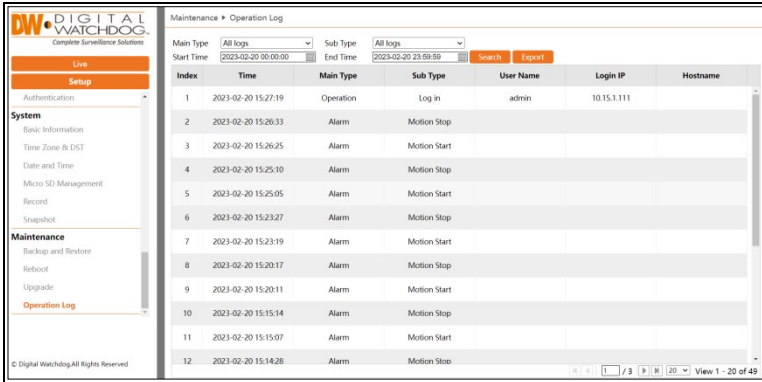 DW DIGITAL WATCHDOG
Complete Surveillance Solutions
Live
Setup
Authentication
System
Basic Information
Time Zone & DST
Date and Time
Micro SD Management
Record
Snapshot
Maintenance
Backup and Restore
Reboot
Upgrade
Operation Log
© Digital Watchdog.All Rights Reserved
Maintenance ▶ Operation Log
Main Type All logs Sub Type All logs
Start Time 2023-02-20 00:00:00 End Time 2023-02-20 23:59:59 Search Export
Index Time Main Type Sub Type User Name Login IP Hostname
1 2023-02-20 15:27:19 Operation Log in admin 10.15.1.111
2 2023-02-20 15:26:33 Alarm Motion Stop
3 2023-02-20 15:26:25 Alarm Motion Start
4 2023-02-20 15:25:10 Alarm Motion Stop
5 2023-02-20 15:25:05 Alarm Motion Start
6 2023-02-20 15:23:27 Alarm Motion Stop
7 2023-02-20 15:23:19 Alarm Motion Start
8 2023-02-20 15:20:17 Alarm Motion Stop
9 2023-02-20 15:20:11 Alarm Motion Start
10 2023-02-20 15:15:14 Alarm Motion Stop
11 2023-02-20 15:15:07 Alarm Motion Start
12 2023-02-20 15:14:28 Alarm Motion Stop
1 / 3 20 View 1 - 20 of 49